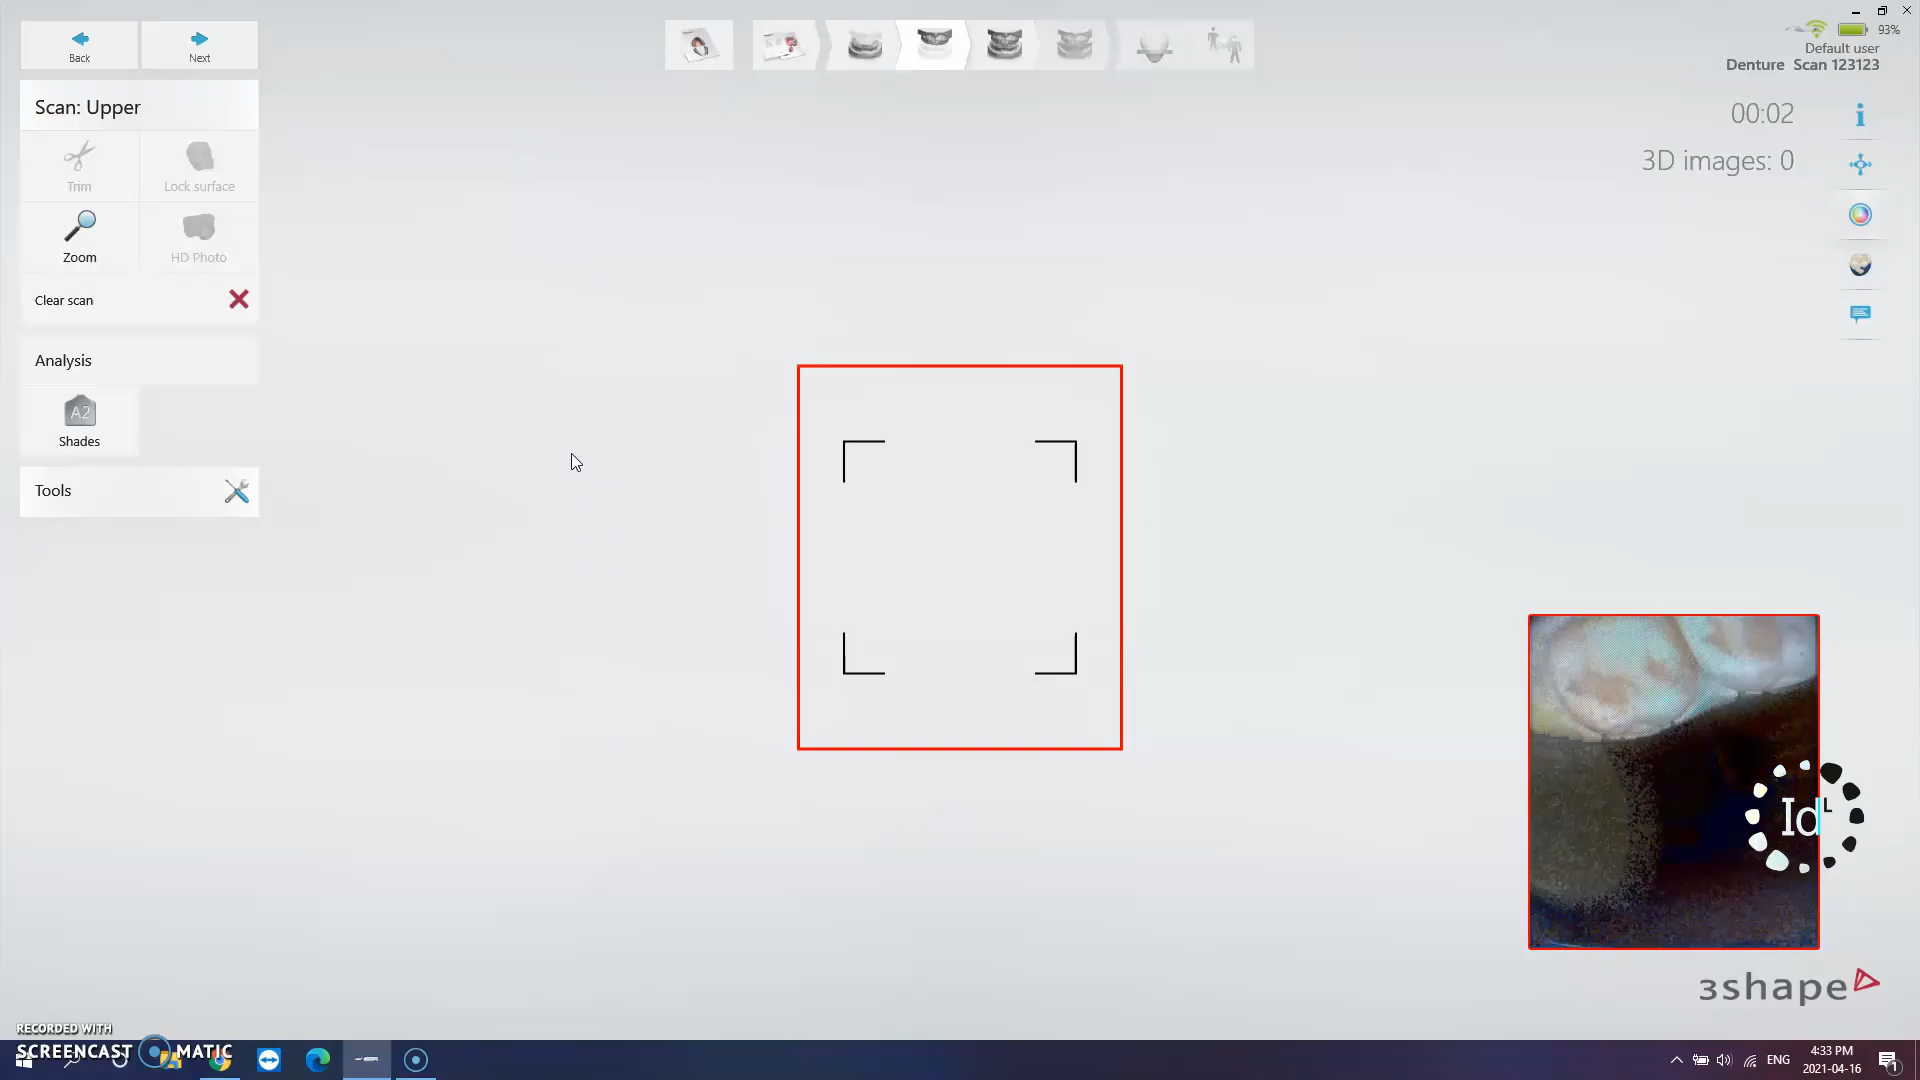 Back
Next
93%
Default user
Denture Scan 123123
Scan: Upper
00:02
3D images: 0
Trim
Lock surface
Zoom
HD Photo
Clear scan
Analysis
A2
Shades
Tools
Id L
3shape
RECORDED WITH
SCREENCAST MATIC
ENG
4:33 PM
2021-04-16
1